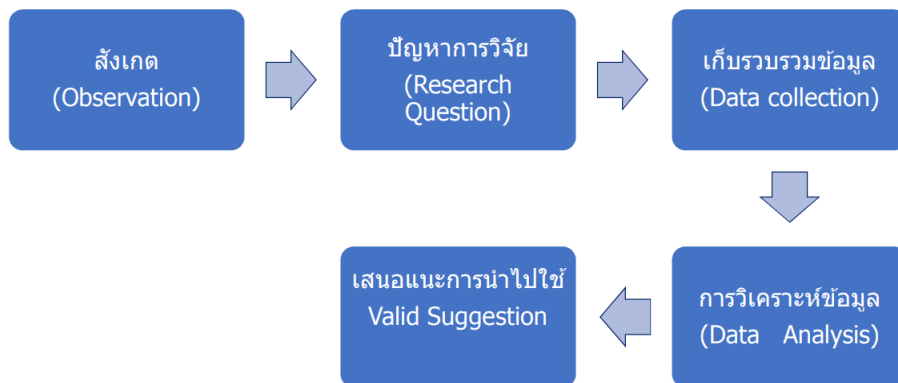 สังเกต
(Observation)
ปัญหาการวิจัย
(Research
Question)
เก็บรวบรวมข้อมูล
(Data collection)
การวิเคราะห์ข้อมูล
(Data Analysis)
เสนอแนะการนำไปใช้
Valid Suggestion